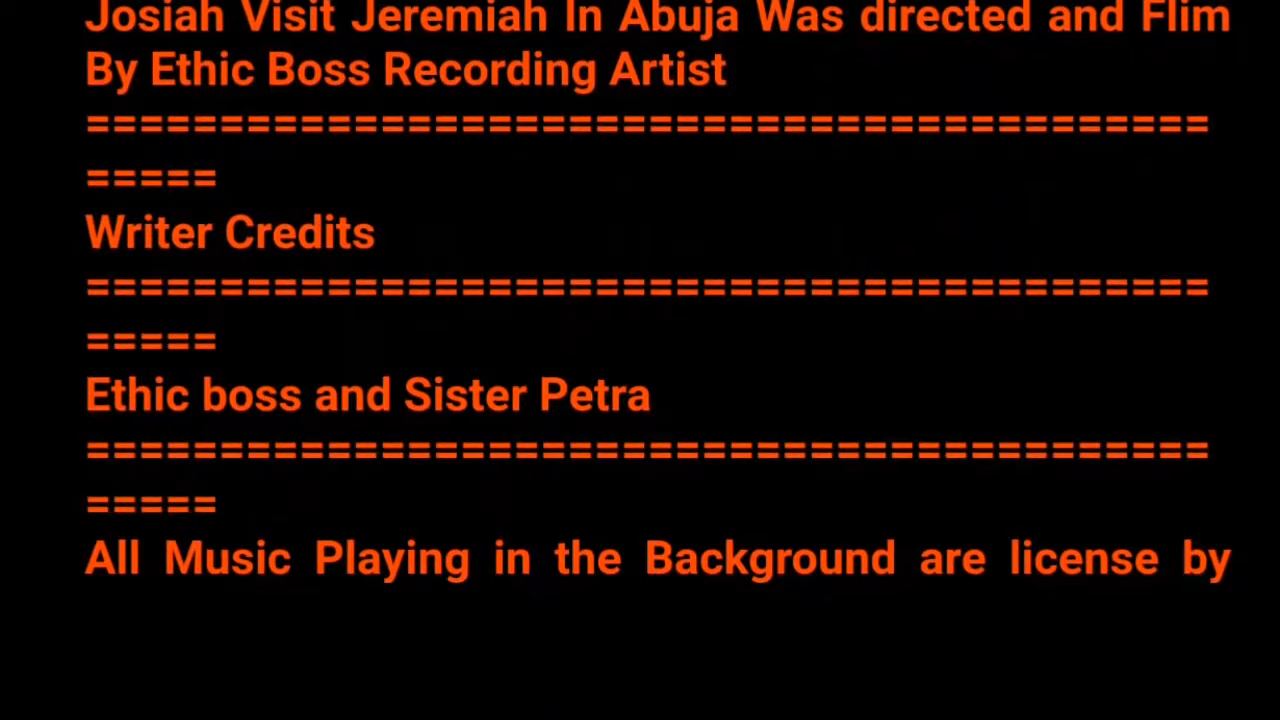 Josiah Visit Jeremiah In Abuja Was directed and Flim
By Ethic Boss Recording Artist
==========================================
=====
Writer Credits
==========================================
=====
Ethic boss and Sister Petra
==========================================
=====
All Music Playing in the Background are license by